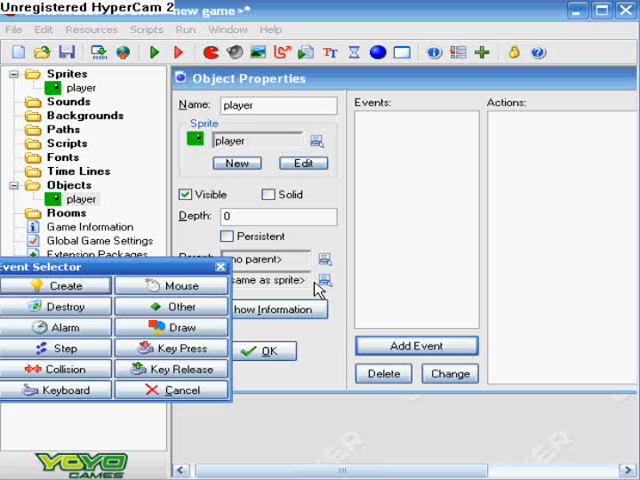 Unregistered HyperCam 2
new game>*
File Edit Resources Scripts Run Window Help
Sprites
player
Sounds
Backgrounds
Paths
Scripts
Fonts
Time Lines
Objects
player
Rooms
Game Information
Global Game Settings
Extension Packages
Object Properties
Name: player
Sprite
player
New Edit
Visible Solid
Depth: 0
Persistent
no parent>
same as sprite>
how Information
OK
Events:
Actions:
Add Event
Delete Change
Event Selector
Create Mouse
Destroy Other
Alarm Draw
Step Key Press
Collision Key Release
Keyboard Cancel
YOYO
GAMES